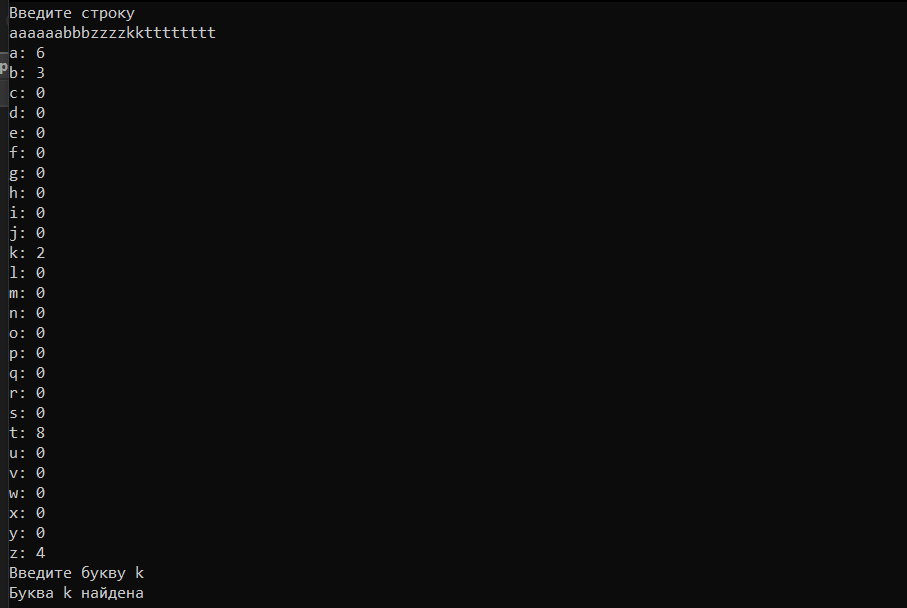 Введите строку
aaaaaabbbzzzzkktttttttt
a: 6
b: 3
c: 0
d: 0
e: 0
f: 0
g: 0
h: 0
i: 0
j: 0
k: 2
l: 0
m: 0
n: 0
o: 0
p: 0
q: 0
r: 0
s: 0
t: 8
u: 0
v: 0
w: 0
x: 0
y: 0
z: 4
Введите букву k
Буква k найдена